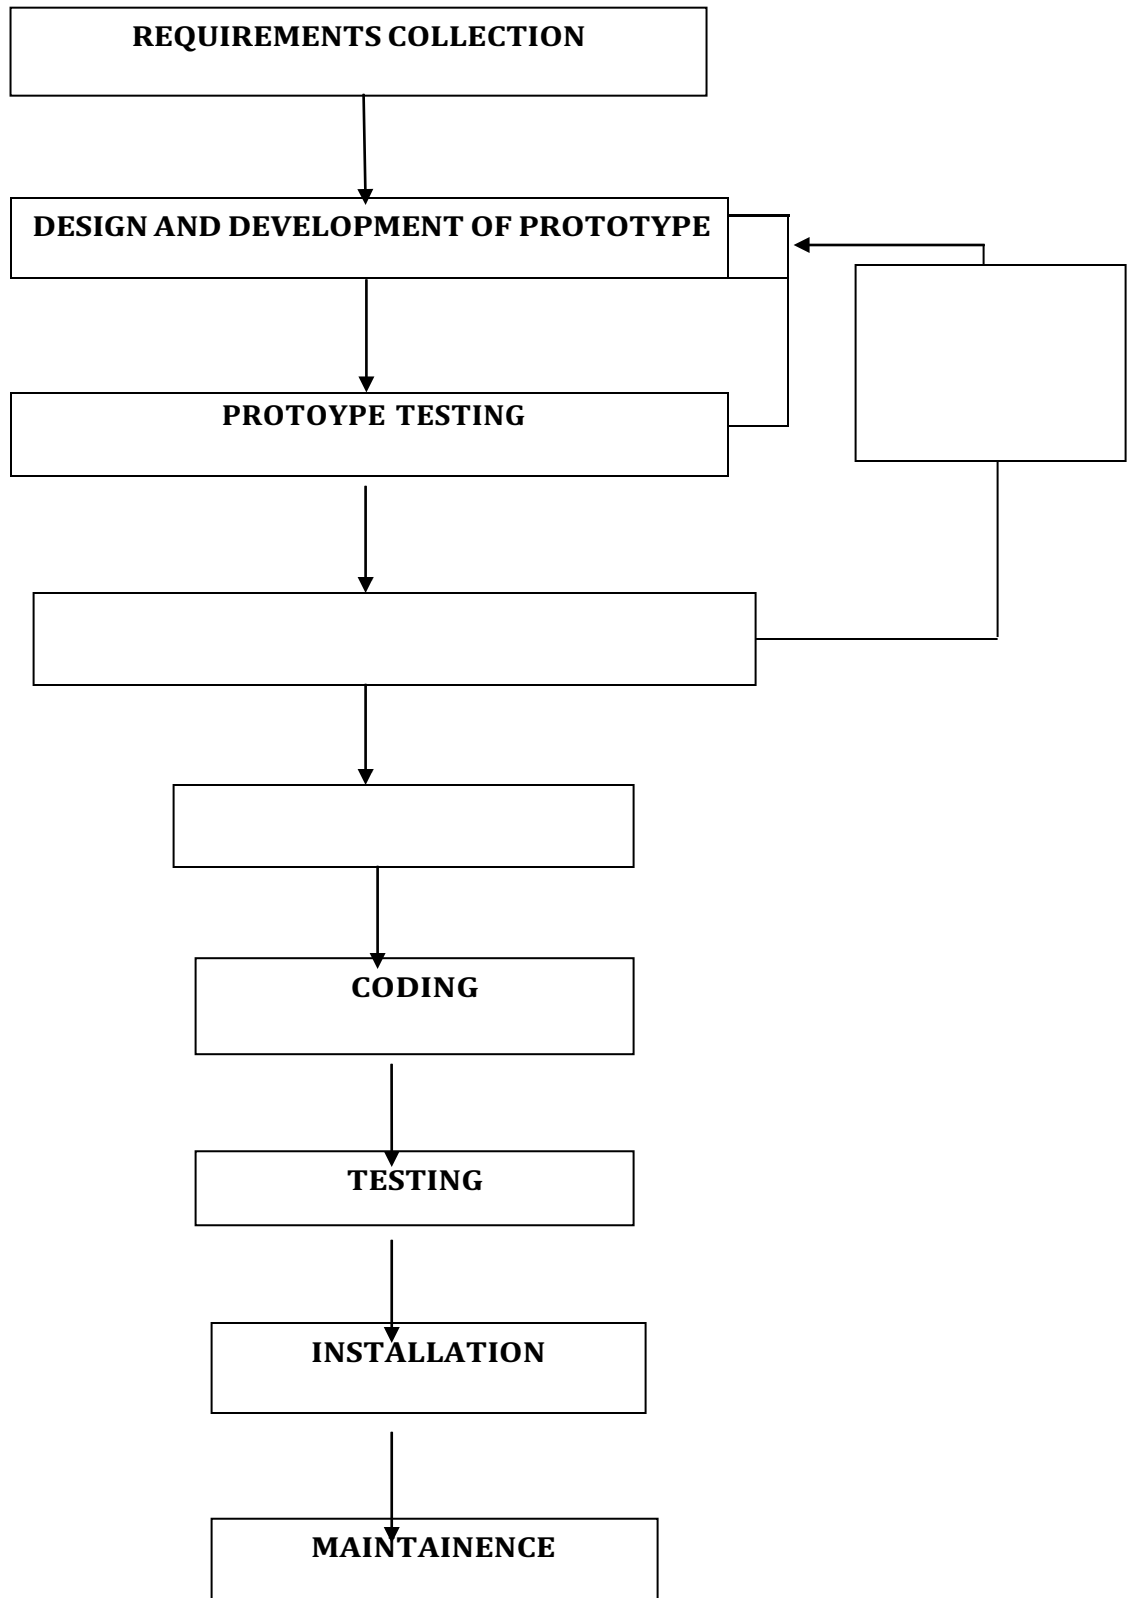 REQUIREMENTS COLLECTION
DESIGN AND DEVELOPMENT OF PROTOTYPE
PROTOYPE TESTING
CODING
TESTING
INSTALLATION
MAINTAINENCE